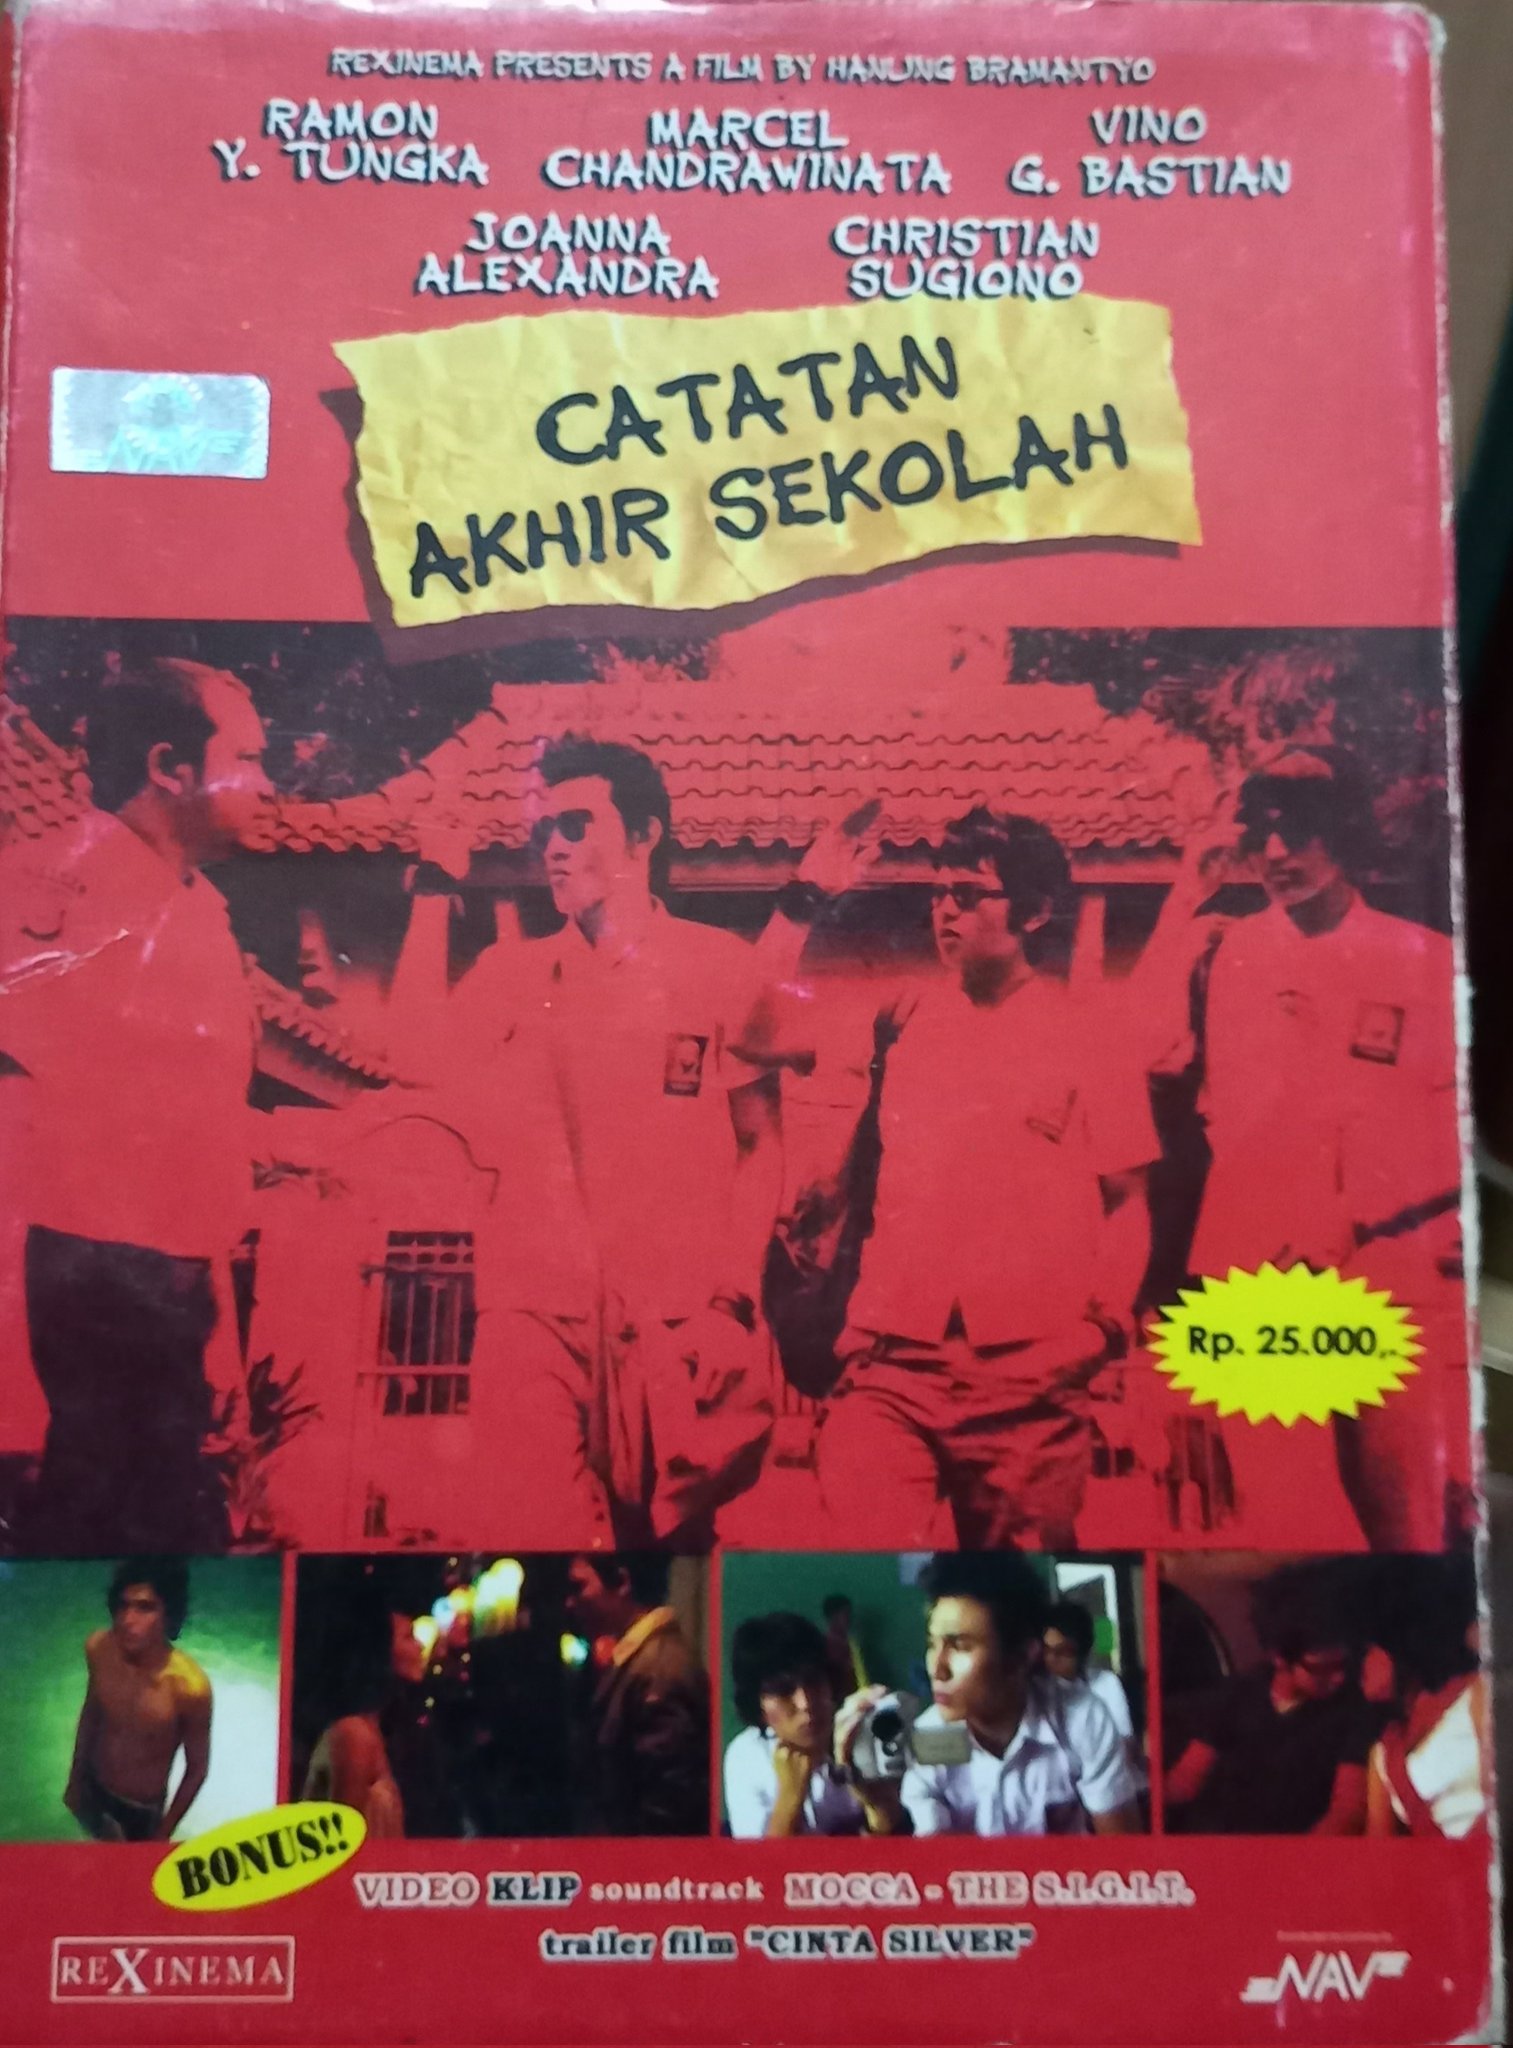 REXINEMA PRESENTS A FILM BY HANUNG BRAMANTYO
RAMON
Y. TUNGKA
MARCEL
CHANDRAWINATA
VINO
G. BASTIAN
JOANNA
ALEXANDRA
CHRISTIAN
SUGIONO
CATATAN
AKHIR SEKOLAH
Rp. 25.000,-
BONUS!!
VIDEO KLIP soundtrack MOCCA - THE S.I.G.I.T.
trailer film "CINTA SILVER"
REXINEMA
NAV